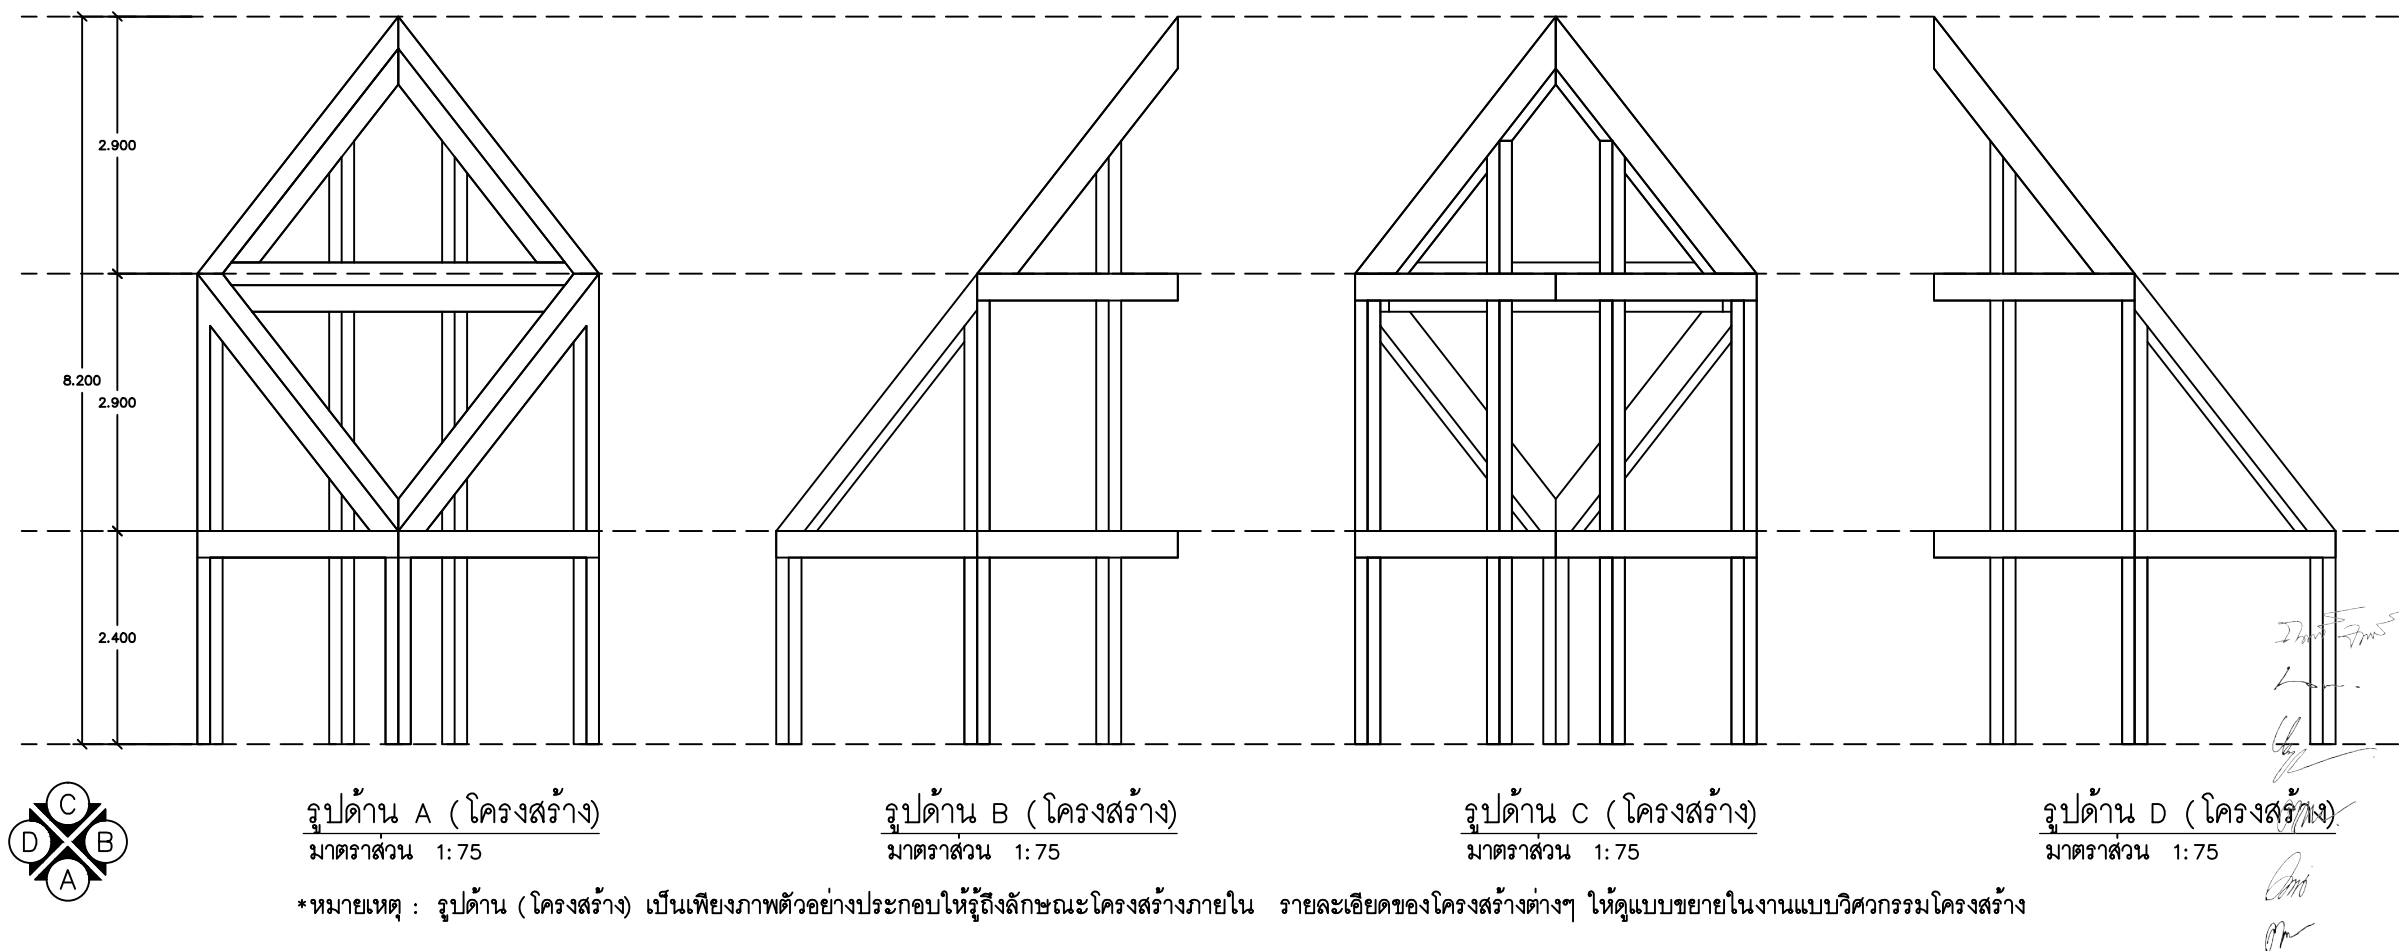 2.900
8.200
2.900
2.400
C
D B
A
รูปด้าน A (โครงสร้าง)
มาตราส่วน 1:75
รูปด้าน B (โครงสร้าง)
มาตราส่วน 1:75
รูปด้าน C (โครงสร้าง)
มาตราส่วน 1:75
รูปด้าน D (โครงสร้าง)
มาตราส่วน 1:75
*หมายเหตุ : รูปด้าน (โครงสร้าง) เป็นเพียงภาพตัวอย่างประกอบให้รู้ถึงลักษณะโครงสร้างภายใน รายละเอียดของโครงสร้างต่างๆ ให้ดูแบบขยายในงานแบบวิศวกรรมโครงสร้าง